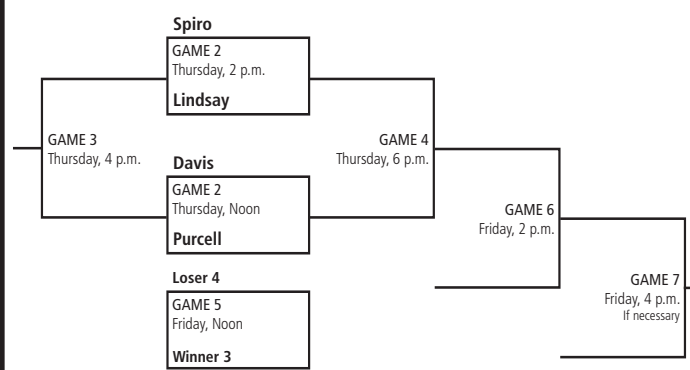 Spiro
GAME 2
Thursday, 2 p.m.
Lindsay
GAME 3
Thursday, 4 p.m.
GAME 4
Thursday, 6 p.m.
Davis
GAME 2
Thursday, Noon
Purcell
GAME 6
Friday, 2 p.m.
Loser 4
GAME 5
Friday, Noon
Winner 3
GAME 7
Friday, 4 p.m.
If necessary